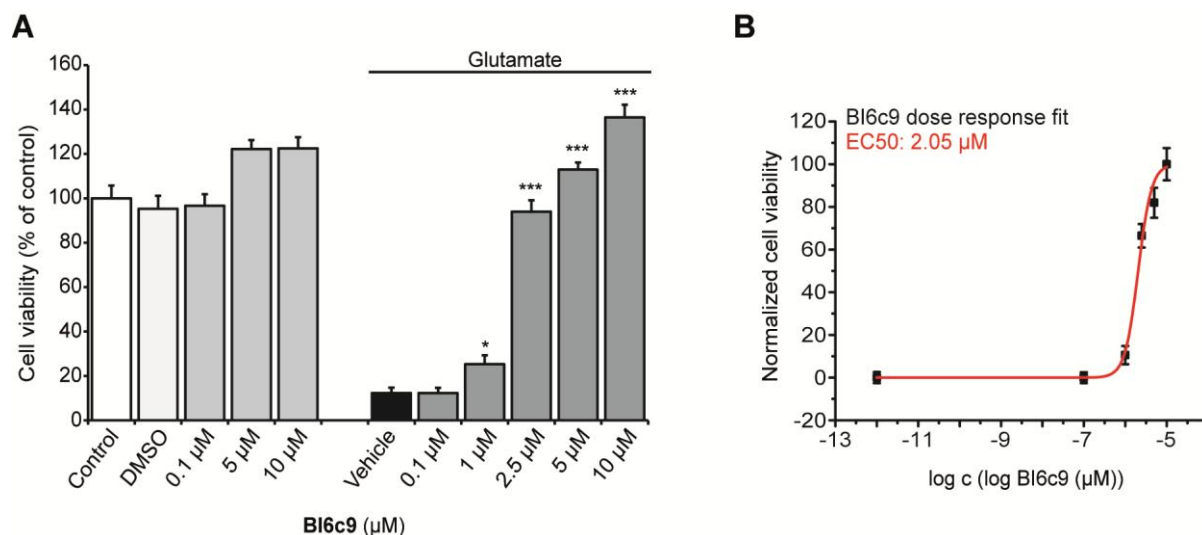 A
Cell viability (% of control)
160
140
120
100
80
60
40
20
0
Glutamate
*
***
***
***
Control
DMSO
0.1 µM
5 µM
10 µM
Vehicle
0.1 µM
1 µM
2.5 µM
5 µM
10 µM
BI6c9 (µM)
B
BI6c9 dose response fit
EC50: 2.05 µM
Normalized cell viability
120
100
80
60
40
20
0
-20
-13
-11
-9
-7
-5
log c (log BI6c9 (µM))